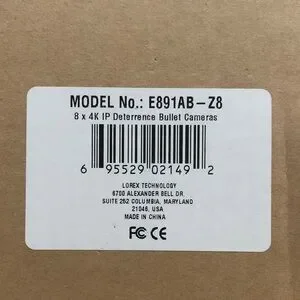 MODEL No.: E891AB-Z8
8 x 4K IP Deterrence Bullet Cameras
6 95529 02149 2
LOREX TECHNOLOGY
6700 ALEXANDER BELL DR.
SUITE 252 COLUMBIA, MARYLAND
21046, USA
MADE IN CHINA
FC CE